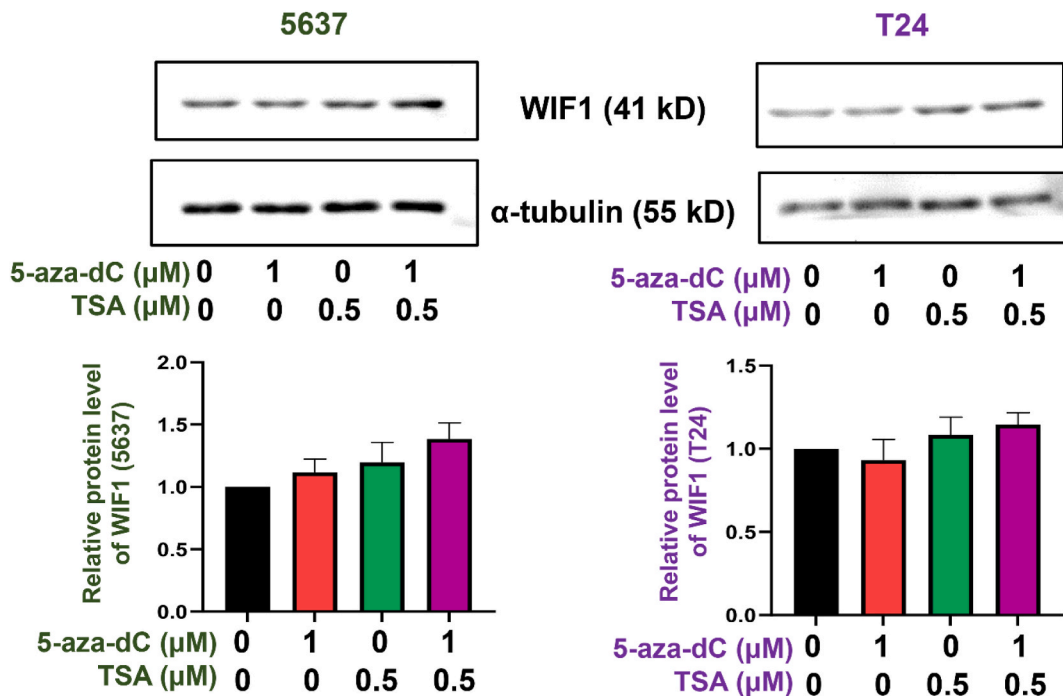 5637
T24
WIF1 (41 kD)
α-tubulin (55 kD)
5-aza-dC (μM) 0 1 0 1
TSA (μM) 0 0 0.5 0.5
5-aza-dC (μM) 0 1 0 1
TSA (μM) 0 0 0.5 0.5
Relative protein level
of WIF1 (5637)
2.0
1.5
1.0
0.5
0.0
5-aza-dC (μM) 0 1 0 1
TSA (μM) 0 0 0.5 0.5
Relative protein level
of WIF1 (T24)
1.5
1.0
0.5
0.0
5-aza-dC (μM) 0 1 0 1
TSA (μM) 0 0 0.5 0.5